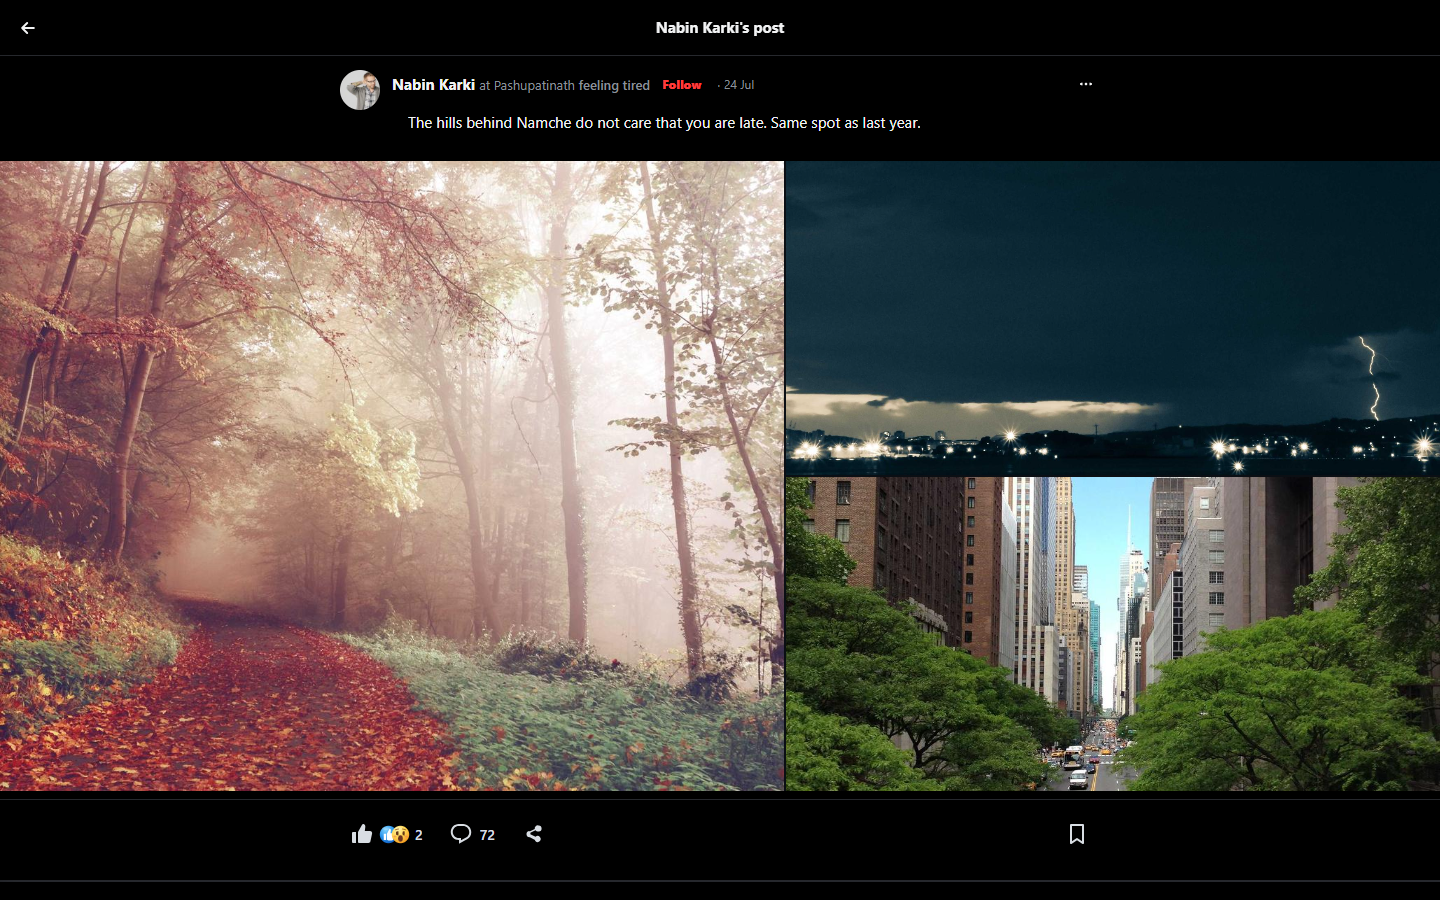 Nabin Karki's post
Nabin Karki at Pashupatinath feeling tired Follow · 24 Jul
The hills behind Namche do not care that you are late. Same spot as last year.
2 72